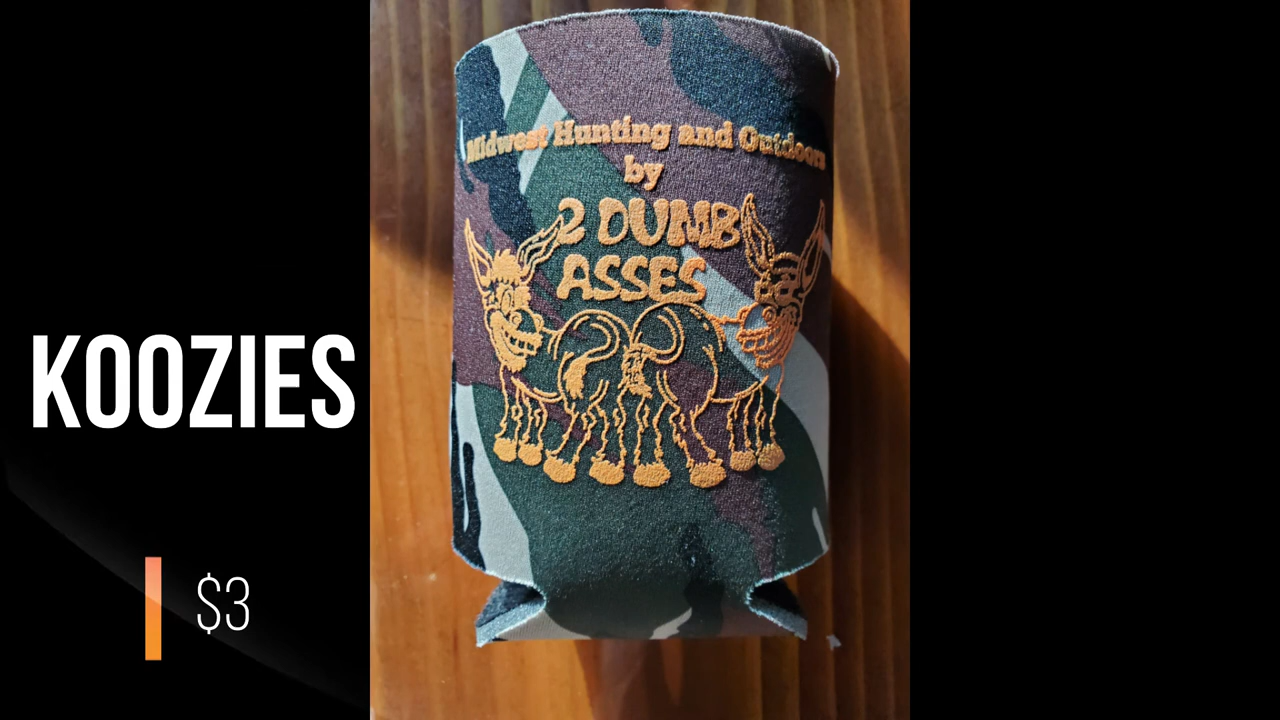 KOOZIES
$3
Midwest Hunting and Outdoors
by
2 DUMB
ASSES